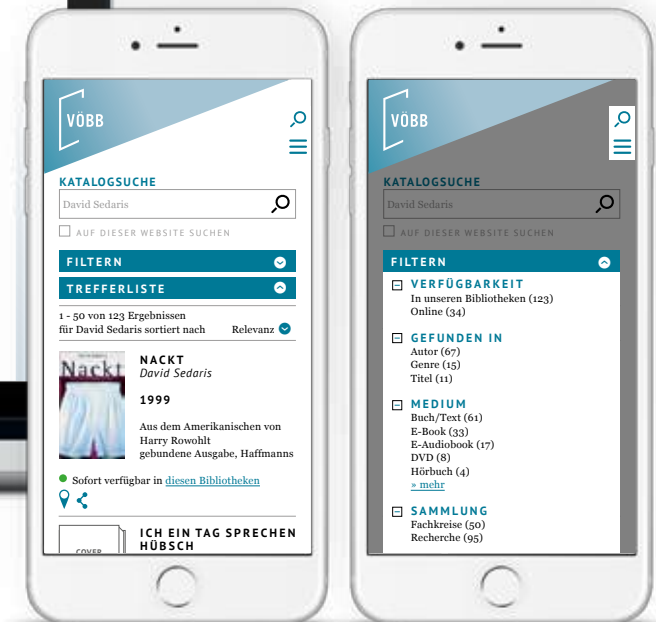 VÖBB
KATALOGSUCHE
David Sedaris
AUF DIESER WEBSITE SUCHEN
FILTERN
TREFFERLISTE
1 - 50 von 123 Ergebnissen
für David Sedaris sortiert nach Relevanz
Nackt
NACKT
David Sedaris
1999
Aus dem Amerikanischen von
Harry Rowohlt
gebundene Ausgabe, Haffmanns
Sofort verfügbar in diesen Bibliotheken
ICH EIN TAG SPRECHEN
HÜBSCH
COVER
VÖBB
KATALOGSUCHE
David Sedaris
AUF DIESER WEBSITE SUCHEN
FILTERN
VERFÜGBARKEIT
In unseren Bibliotheken (123)
Online (34)
GEFUNDEN IN
Autor (67)
Genre (15)
Titel (11)
MEDIUM
Buch/Text (61)
E-Book (33)
E-Audiobook (17)
DVD (8)
Hörbuch (4)
» mehr
SAMMLUNG
Fachkreise (50)
Recherche (95)